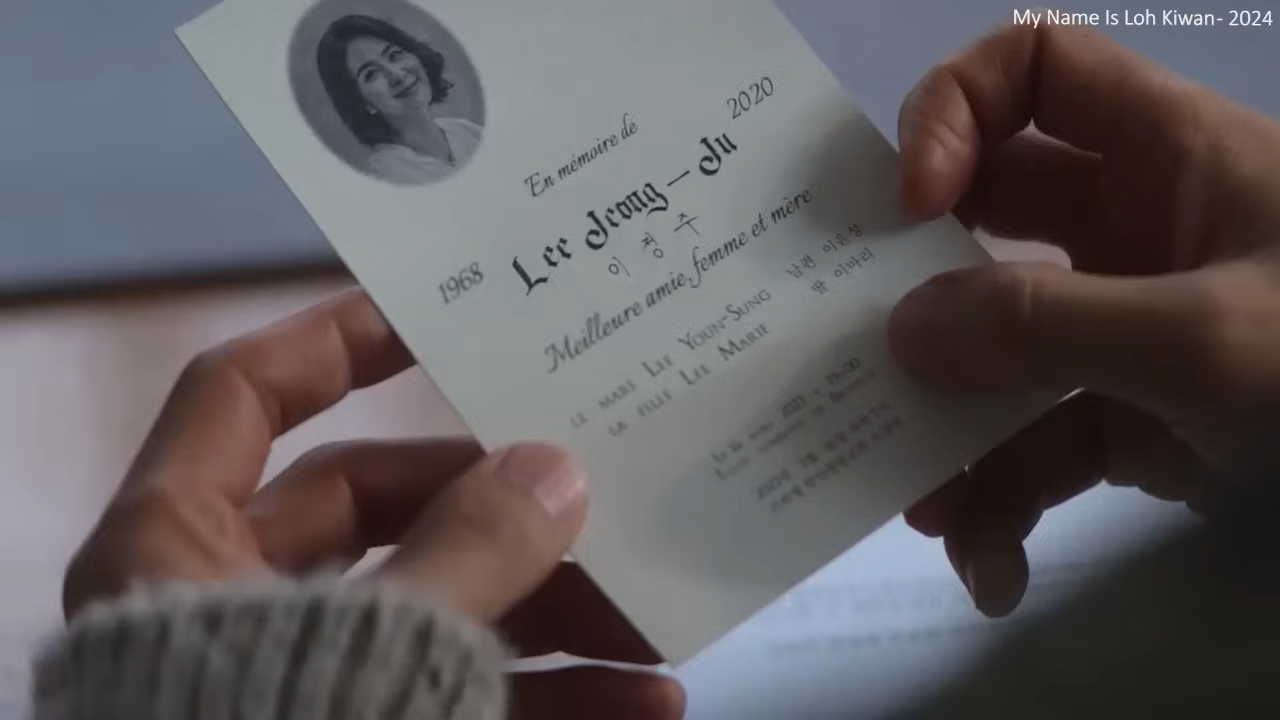 My Name Is Loh Kiwan- 2024
En mémoire de
1968 Lee Jeong-Ju 2020
이 정 주
Meilleure amie, femme et mère
LE MARI LEE YOUN-SUNG 남편 이윤성
LA FILLE LEE MARIE 딸 이마리